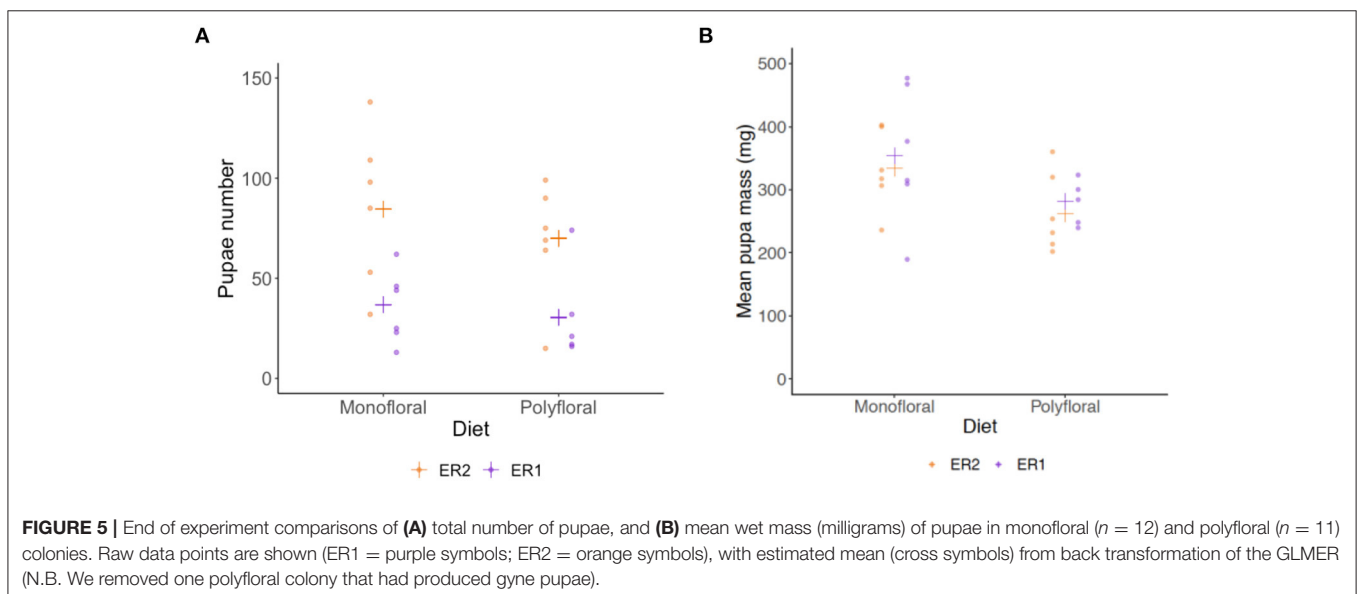 A
150
100
50
0
Pupae number
Monofloral Polyfloral
Diet
ER2 ER1
B
500
400
300
200
100
0
Mean pupa mass (mg)
Monofloral Polyfloral
Diet
ER2 ER1
FIGURE 5 | End of experiment comparisons of (A) total number of pupae, and (B) mean wet mass (milligrams) of pupae in monofloral (n = 12) and polyfloral (n = 11)
colonies. Raw data points are shown (ER1 = purple symbols; ER2 = orange symbols), with estimated mean (cross symbols) from back transformation of the GLMER
(N.B. We removed one polyfloral colony that had produced gyne pupae).